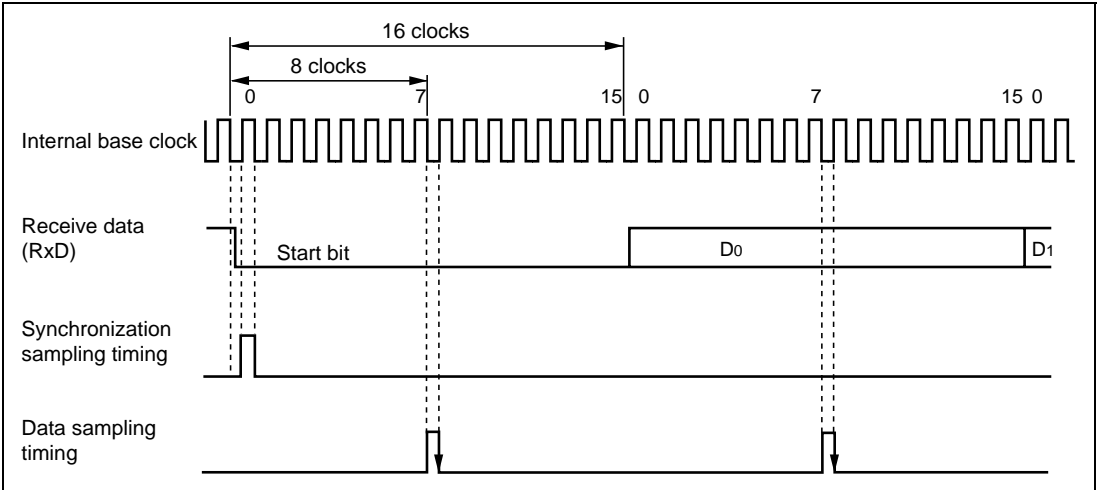 16 clocks
8 clocks
0 7 15 0 7 15 0
Internal base clock
Receive data
(RxD)
Start bit D0 D1
Synchronization
sampling timing
Data sampling
timing